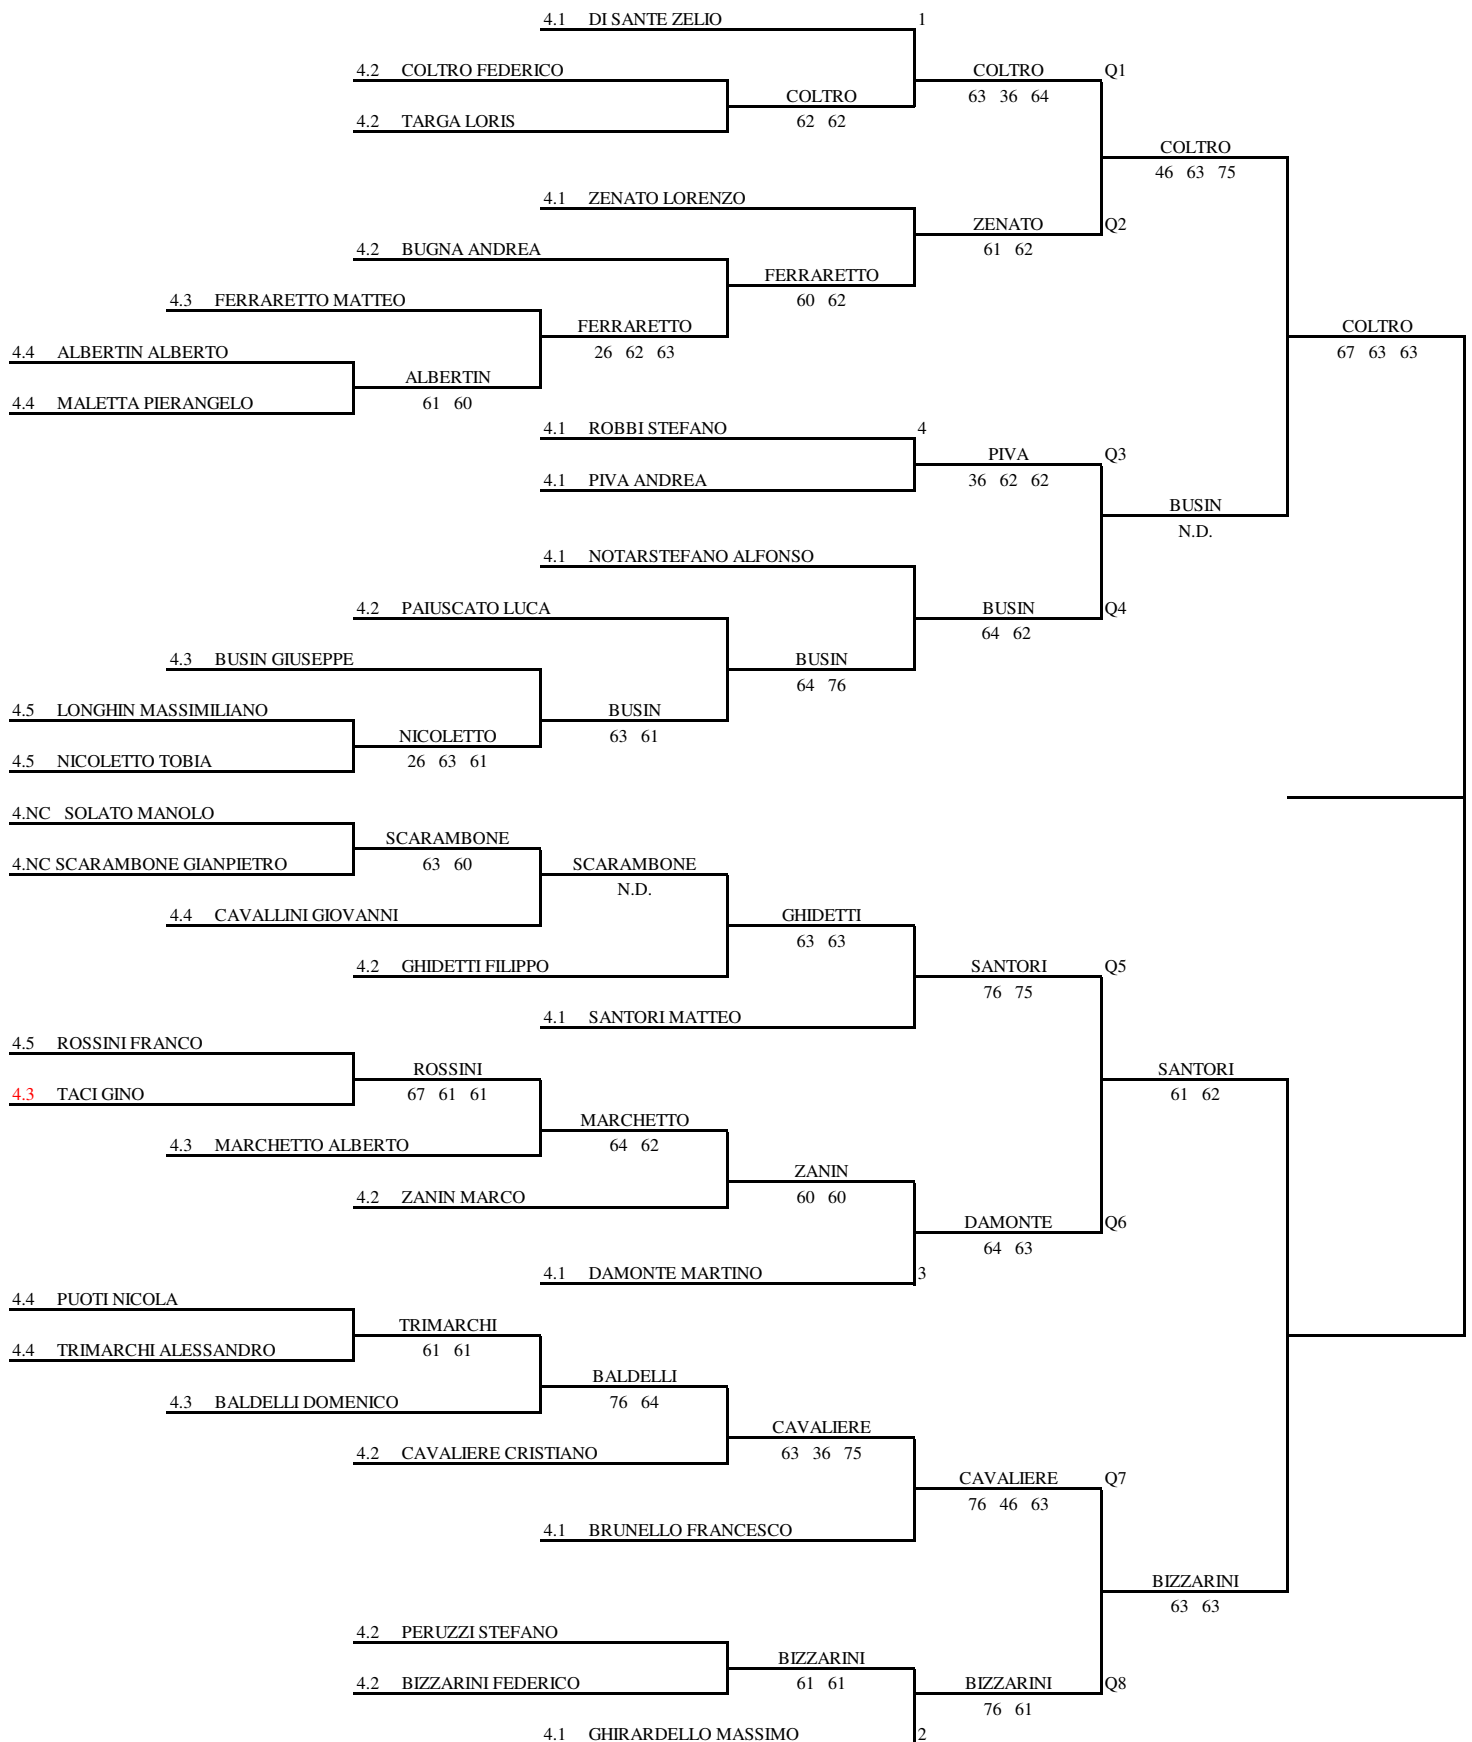 4.1 DI SANTE ZELIO 1
4.2 COLTRO FEDERICO COLTRO Q1
COLTRO 63 36 64
4.2 TARGA LORIS 62 62
COLTRO
46 63 75
4.1 ZENATO LORENZO
ZENATO Q2
4.2 BUGNA ANDREA 61 62
FERRARETTO
4.3 FERRARETTO MATTEO 60 62
FERRARETTO COLTRO
4.4 ALBERTIN ALBERTO 26 62 63 67 63 63
ALBERTIN
4.4 MALETTA PIERANGELO 61 60
4.1 ROBBI STEFANO 4
PIVA Q3
4.1 PIVA ANDREA 36 62 62
BUSIN
N.D.
4.1 NOTARSTEFANO ALFONSO
4.2 PAIUSCATO LUCA BUSIN Q4
64 62
4.3 BUSIN GIUSEPPE BUSIN
64 76
4.5 LONGHIN MASSIMILIANO BUSIN
NICOLETTO 63 61
4.5 NICOLETTO TOBIA 26 63 61
4.NC SOLATO MANOLO
SCARAMBONE
4.NC SCARAMBONE GIANPIETRO 63 60 SCARAMBONE
N.D.
4.4 CAVALLINI GIOVANNI GHIDETTI
63 63
4.2 GHIDETTI FILIPPO SANTORI Q5
76 75
4.1 SANTORI MATTEO
4.5 ROSSINI FRANCO
ROSSINI SANTORI
4.3 TACI GINO 67 61 61 61 62
MARCHETTO
4.3 MARCHETTO ALBERTO 64 62
ZANIN
4.2 ZANIN MARCO 60 60
DAMONTE Q6
64 63
4.1 DAMONTE MARTINO 3
4.4 PUOTI NICOLA
TRIMARCHI
4.4 TRIMARCHI ALESSANDRO 61 61
BALDELLI
4.3 BALDELLI DOMENICO 76 64
CAVALIERE
4.2 CAVALIERE CRISTIANO 63 36 75
CAVALIERE Q7
76 46 63
4.1 BRUNELLO FRANCESCO
BIZZARINI
63 63
4.2 PERUZZI STEFANO
BIZZARINI
4.2 BIZZARINI FEDERICO 61 61 BIZZARINI Q8
76 61
4.1 GHIRARDELLO MASSIMO 2